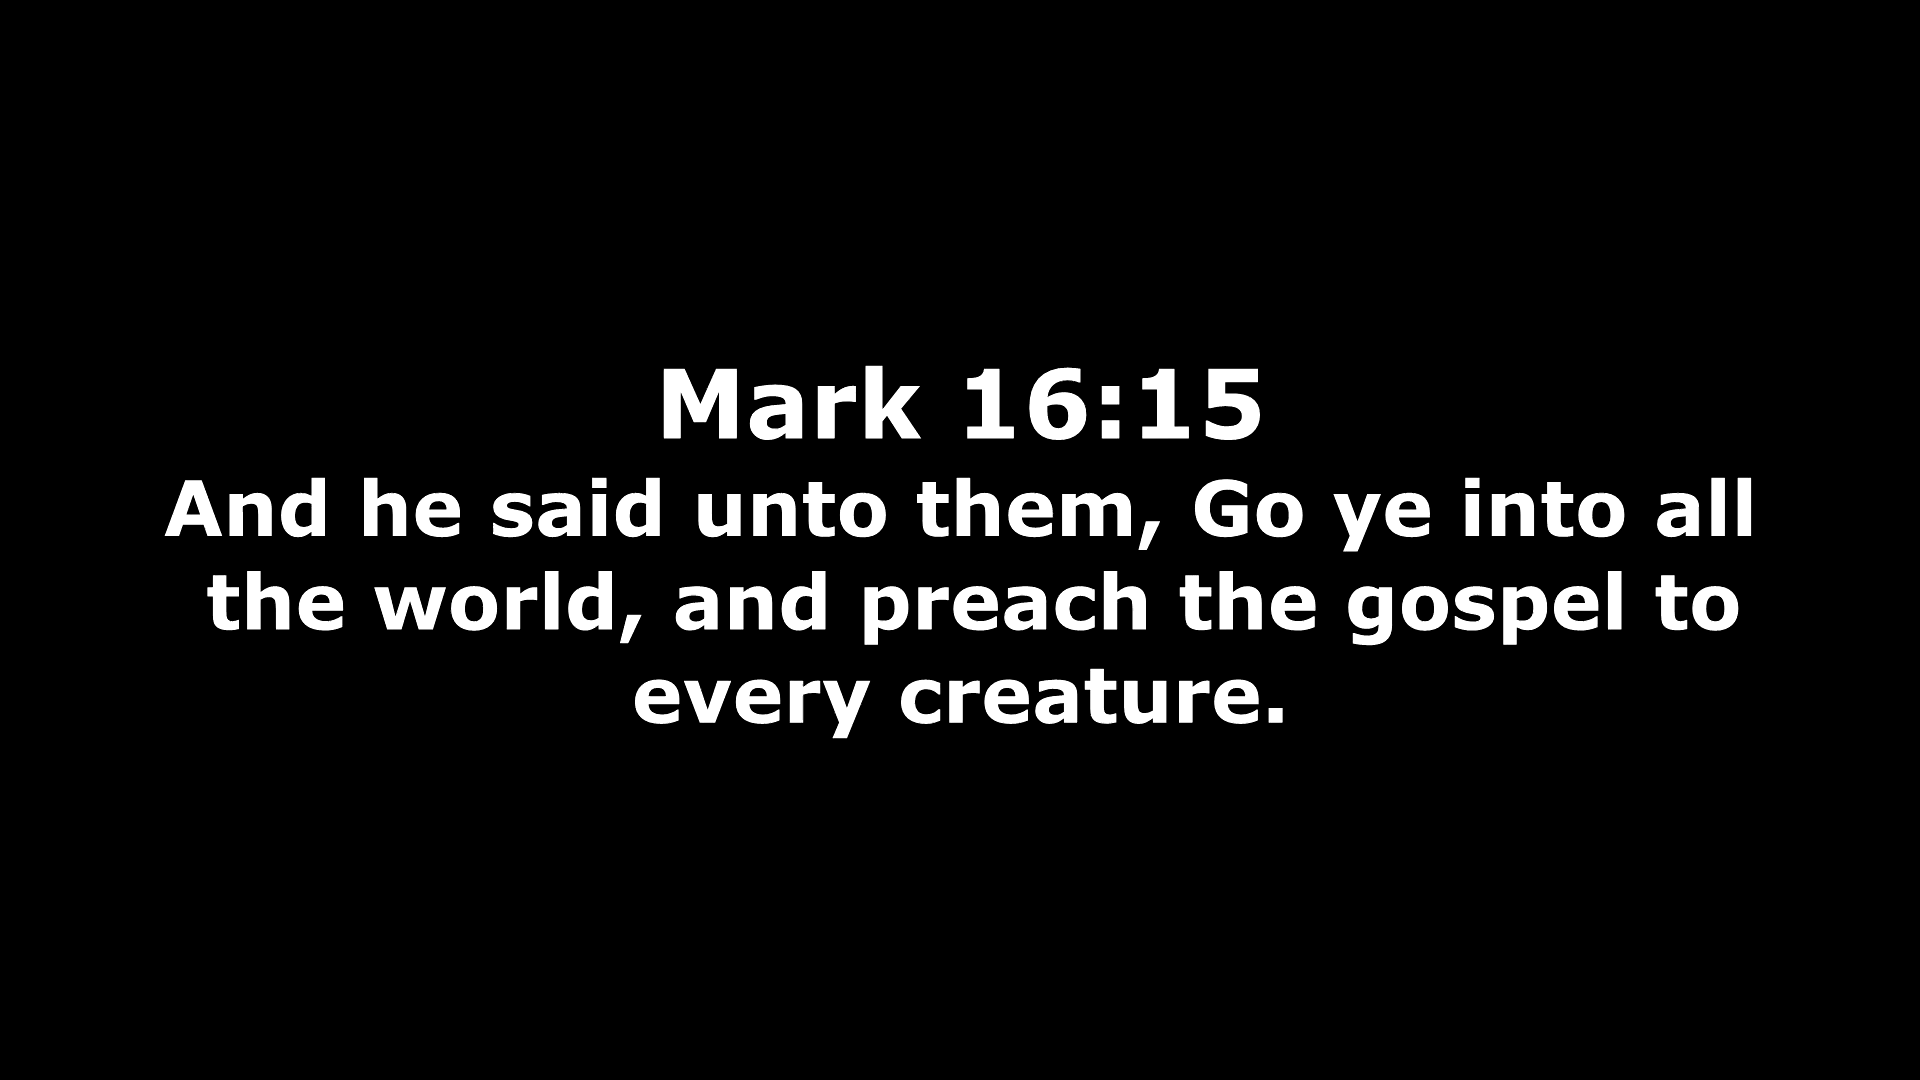 Mark 16:15
And he said unto them, Go ye into all
the world, and preach the gospel to
every creature.